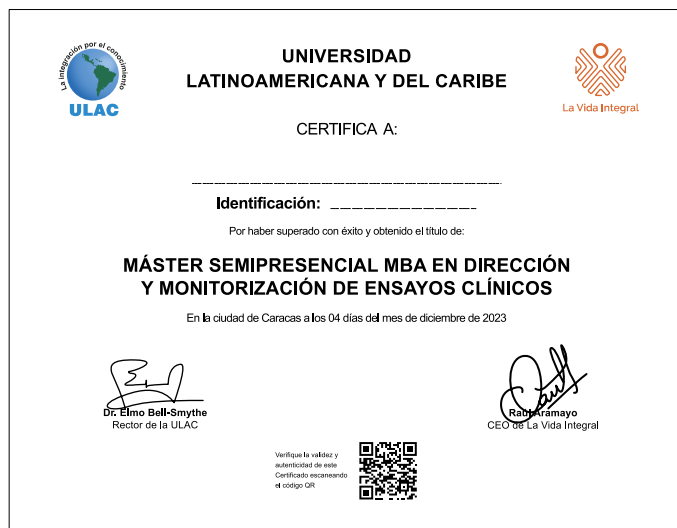 La integración por el conocimiento
ULAC
UNIVERSIDAD
LATINOAMERICANA Y DEL CARIBE
La Vida Integral
CERTIFICA A:
Identificación:
Por haber superado con éxito y obtenido el título de:
MÁSTER SEMIPRESENCIAL MBA EN DIRECCIÓN
Y MONITORIZACIÓN DE ENSAYOS CLÍNICOS
En la ciudad de Caracas a los 04 días del mes de diciembre de 2023
Dr. Elmo Bell-Smythe
Rector de la ULAC
Raúl Aramayo
CEO de La Vida Integral
Verifique la validez y
autenticidad de este
Certificado escaneando
el código QR